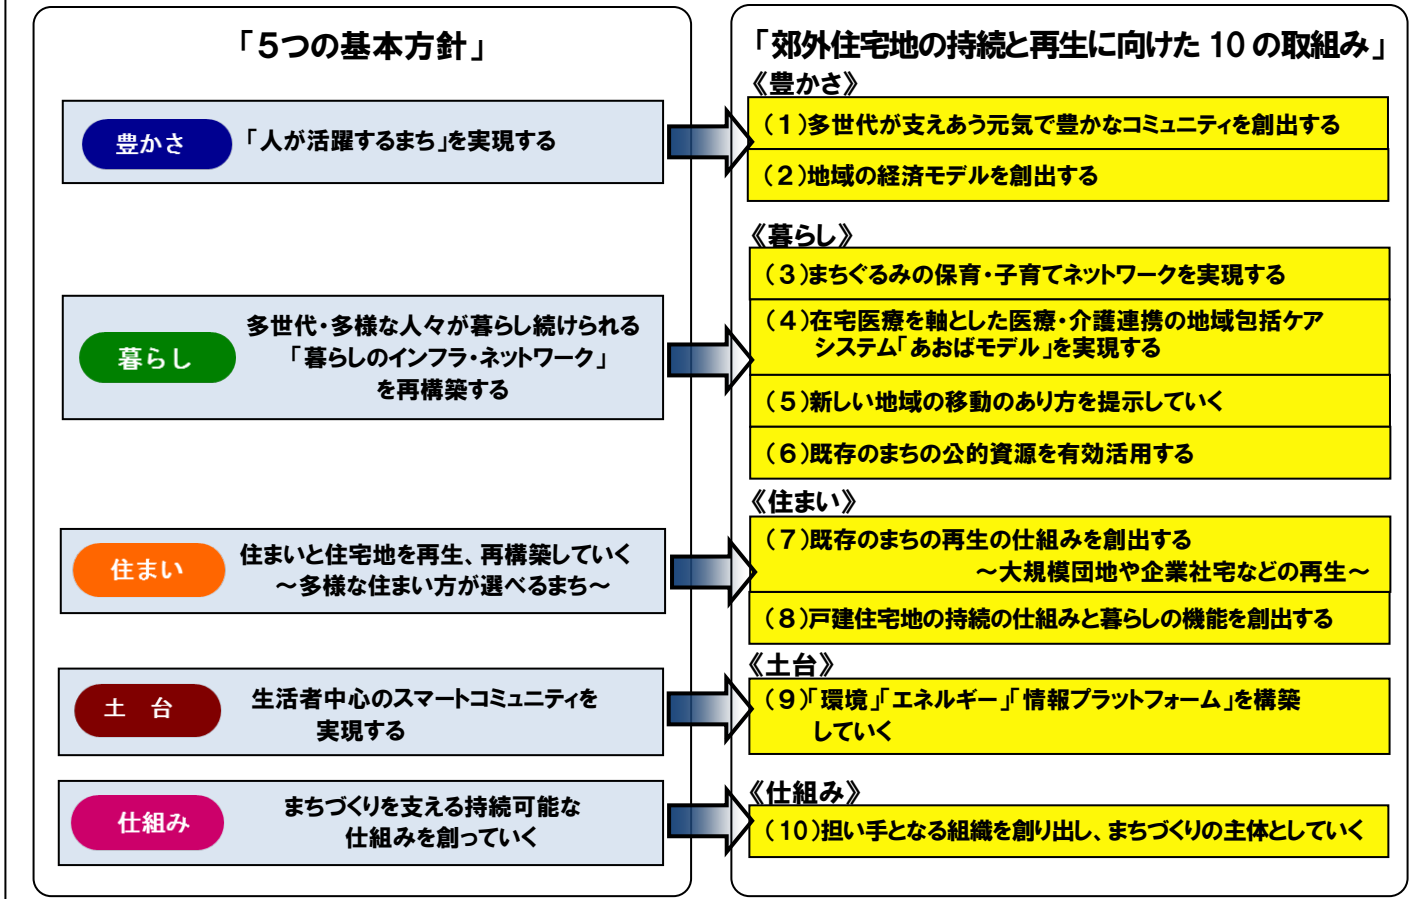 「５つの基本方針」
豊かさ
「人が活躍するまち」を実現する
暮らし
多世代・多様な人々が暮らし続けられる
「暮らしのインフラ・ネットワーク」
を再構築する
住まい
住まいと住宅地を再生、再構築していく
～多様な住まい方が選べるまち～
土　台
生活者中心のスマートコミュニティを
実現する
仕組み
まちづくりを支える持続可能な
仕組みを創っていく
「郊外住宅地の持続と再生に向けた 10 の取組み」
《豊かさ》
（１）多世代が支えあう元気で豊かなコミュニティを創出する
（２）地域の経済モデルを創出する
《暮らし》
（３）まちぐるみの保育・子育てネットワークを実現する
（４）在宅医療を軸とした医療・介護連携の地域包括ケア
システム「あおばモデル」を実現する
（５）新しい地域の移動のあり方を提示していく
（６）既存のまちの公的資源を有効活用する
《住まい》
（７）既存のまちの再生の仕組みを創出する
～大規模団地や企業社宅などの再生～
（８）戸建住宅地の持続の仕組みと暮らしの機能を創出する
《土台》
（９）「環境」「エネルギー」「情報プラットフォーム」を構築
していく
《仕組み》
（１０）担い手となる組織を創り出し、まちづくりの主体としていく